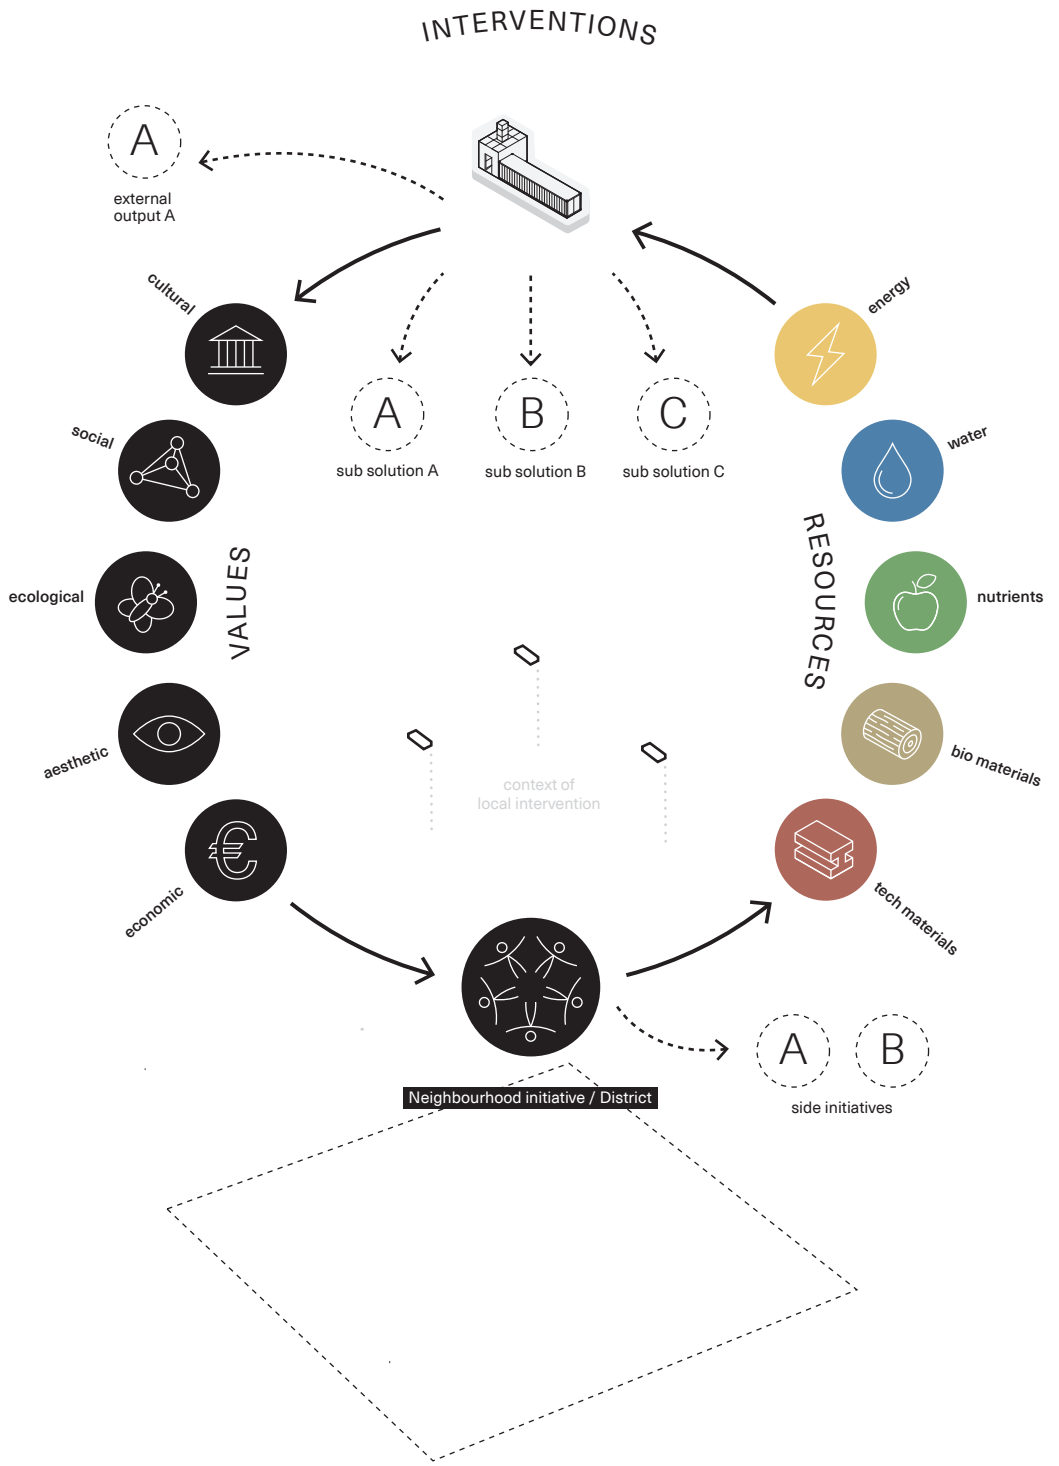 INTERVENTIONS
A
external
output A
cultural
energy
A
B
C
sub solution A
sub solution B
sub solution C
social
water
VALUES
RESOURCES
ecological
nutrients
aesthetic
bio materials
context of
local intervention
economic
tech materials
A
B
side initiatives
Neighbourhood initiative / District